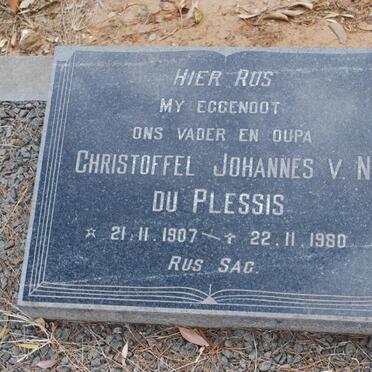 HIER RUS
MY EGGENOOT
ONS VADER EN OUPA
CHRISTOFFEL JOHANNES V. N
DU PLESSIS
☆ 21.11.1907 ~ ✝ 22.11.1980
RUS SAG.